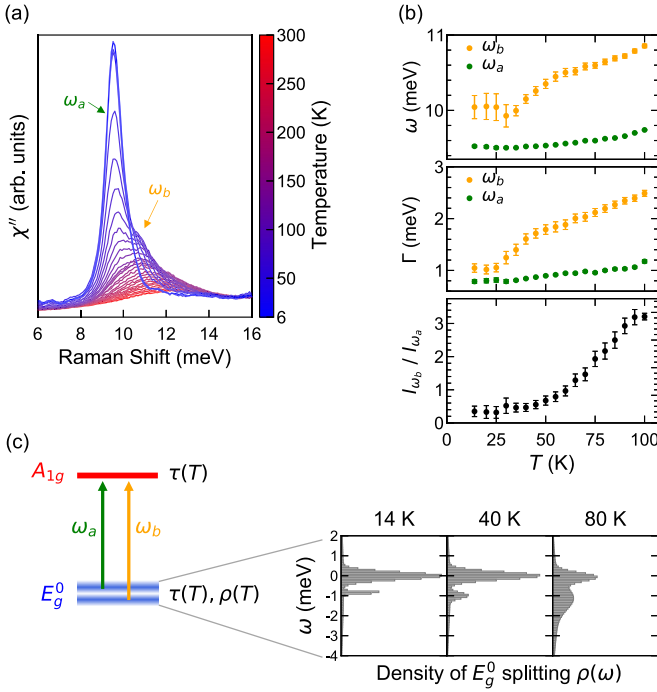 (a)
χ″ (arb. units)
ωa
ωb
6 8 10 12 14 16
Raman Shift (meV)
300
250
200
150
100
50
6
Temperature (K)
(b)
ω (meV)
11
10
ωb
ωa
Γ (meV)
3
2
1
ωb
ωa
Iωb / Iωa
3
2
1
0
0 25 50 75 100
T (K)
(c)
A1g τ(T)
ωa ωb
E⁰g τ(T), ρ(T)
14 K 40 K 80 K
ω (meV)
2
1
0
-1
-2
-3
-4
Density of E⁰g splitting ρ(ω)